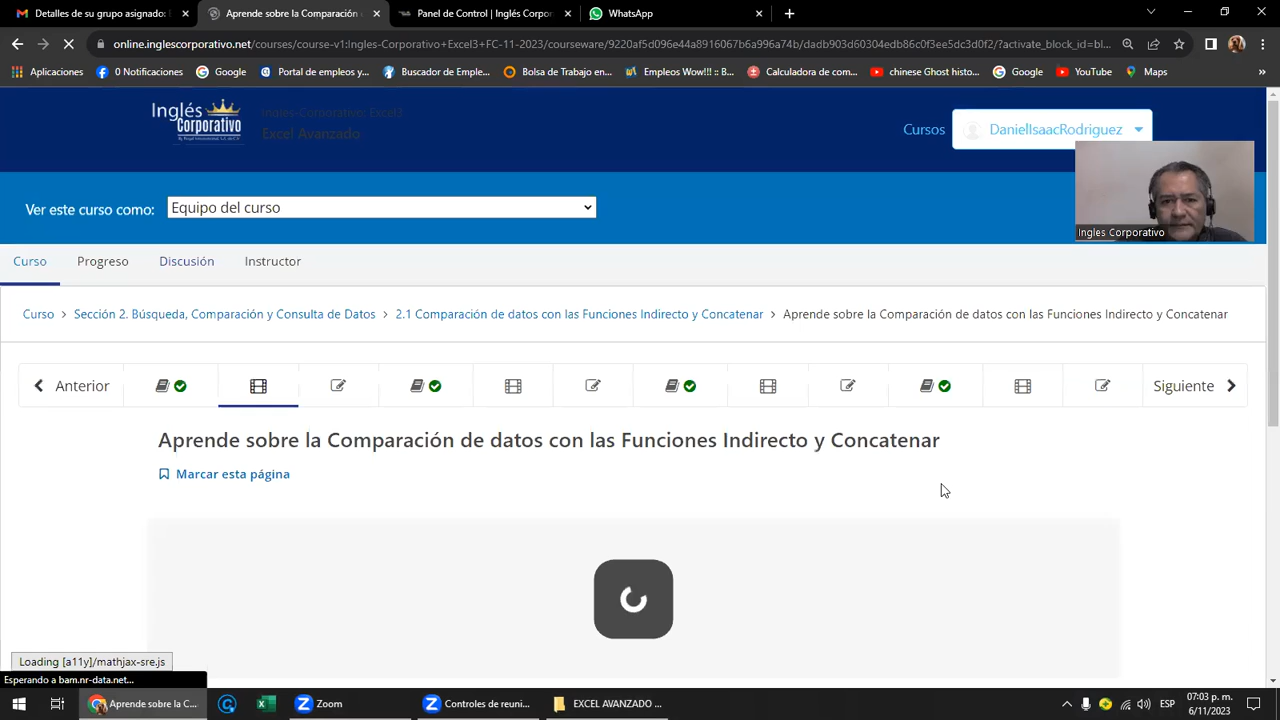 Detalles de su grupo asignado:
Aprende sobre la Comparación
Panel de Control | Inglés Corpor
WhatsApp
online.inglescorporativo.net/courses/course-v1:Ingles-Corporativo+Excel3+FC-11-2023/courseware/9220af5d096e44a8916067b6a996a74b/dadb903d60304edb86c0f3ee5dc3d0f2/?activate_block_id=bl...
Aplicaciones
0 Notificaciones
Google
Portal de empleos y...
Buscador de Emple...
Bolsa de Trabajo en...
Empleos Wow!!! :: B...
Calculadora de com...
chinese Ghost histo...
Google
YouTube
Maps
»
Inglés
Corporativo
Ingles-Corporativo: Excel3
Excel Avanzado
Cursos
DanielIsaacRodriguez
Ver este curso como:
Equipo del curso
Ingles Corporativo
Curso
Progreso
Discusión
Instructor
Curso > Sección 2. Búsqueda, Comparación y Consulta de Datos > 2.1 Comparación de datos con las Funciones Indirecto y Concatenar > Aprende sobre la Comparación de datos con las Funciones Indirecto y Concatenar
Anterior
Siguiente
Aprende sobre la Comparación de datos con las Funciones Indirecto y Concatenar
Marcar esta página
Loading [a11y]/mathjax-sre.js
Esperando a bam.nr-data.net...
Aprende sobre la C...
Zoom
Controles de reuni...
EXCEL AVANZADO ...
ESP
07:03 p. m.
6/11/2023